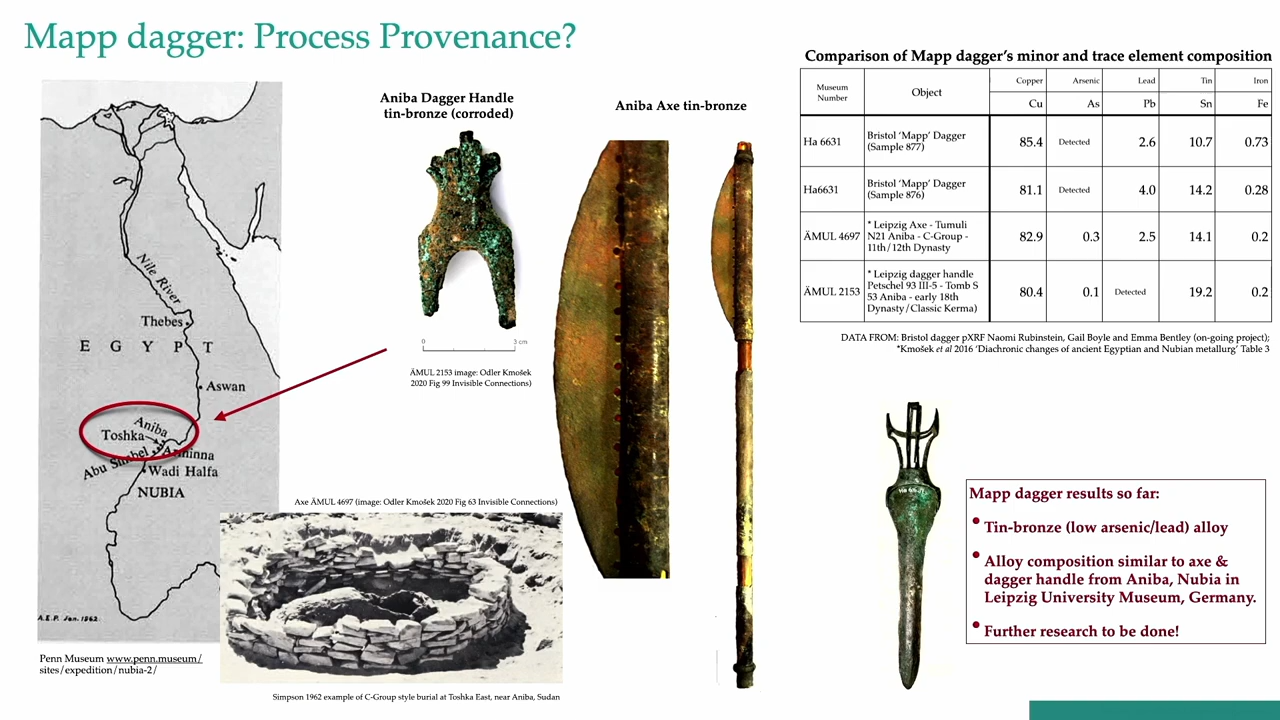 Mapp dagger: Process Provenance?
Comparison of Mapp dagger's minor and trace element composition
Museum
Number
Object
Copper
Arsenic
Lead
Tin
Iron
Cu
As
Pb
Sn
Fe
Ha 6631
Bristol 'Mapp' Dagger
(Sample 877)
85.4
Detected
2.6
10.7
0.73
Ha6631
Bristol 'Mapp' Dagger
(Sample 876)
81.1
Detected
4.0
14.2
0.28
ÄMUL 4697
* Leipzig Axe - Tumuli
N21 Aniba - C-Group -
11th/12th Dynasty
82.9
0.3
2.5
14.1
0.2
ÄMUL 2153
* Leipzig dagger handle
Petschel 93 III-5 - Tomb S
53 Aniba - early 18th
Dynasty/Classic Kerma)
80.4
0.1
Detected
19.2
0.2
DATA FROM: Bristol dagger pXRF Naomi Rubinstein, Gail Boyle and Emma Bentley (on-going project);
*Kmošek et al 2016 'Diachronic changes of ancient Egyptian and Nubian metallurg' Table 3
Aniba Dagger Handle
tin-bronze (corroded)
Aniba Axe tin-bronze
0
3 cm
ÄMUL 2153 image: Odler Kmošek
2020 Fig 99 Invisible Connections)
Nile River
Thebes
EGYPT
Aswan
Aniba
Toshka
Arminna
Abu Simbel
Wadi Halfa
NUBIA
A.E.P. Jan. 1962
Axe ÄMUL 4697 (image: Odler Kmošek 2020 Fig 63 Invisible Connections)
Penn Museum www.penn.museum/
sites/expedition/nubia-2/
Simpson 1962 example of C-Group style burial at Toshka East, near Aniba, Sudan
Mapp dagger results so far:
• Tin-bronze (low arsenic/lead) alloy
• Alloy composition similar to axe &
dagger handle from Aniba, Nubia in
Leipzig University Museum, Germany.
• Further research to be done!